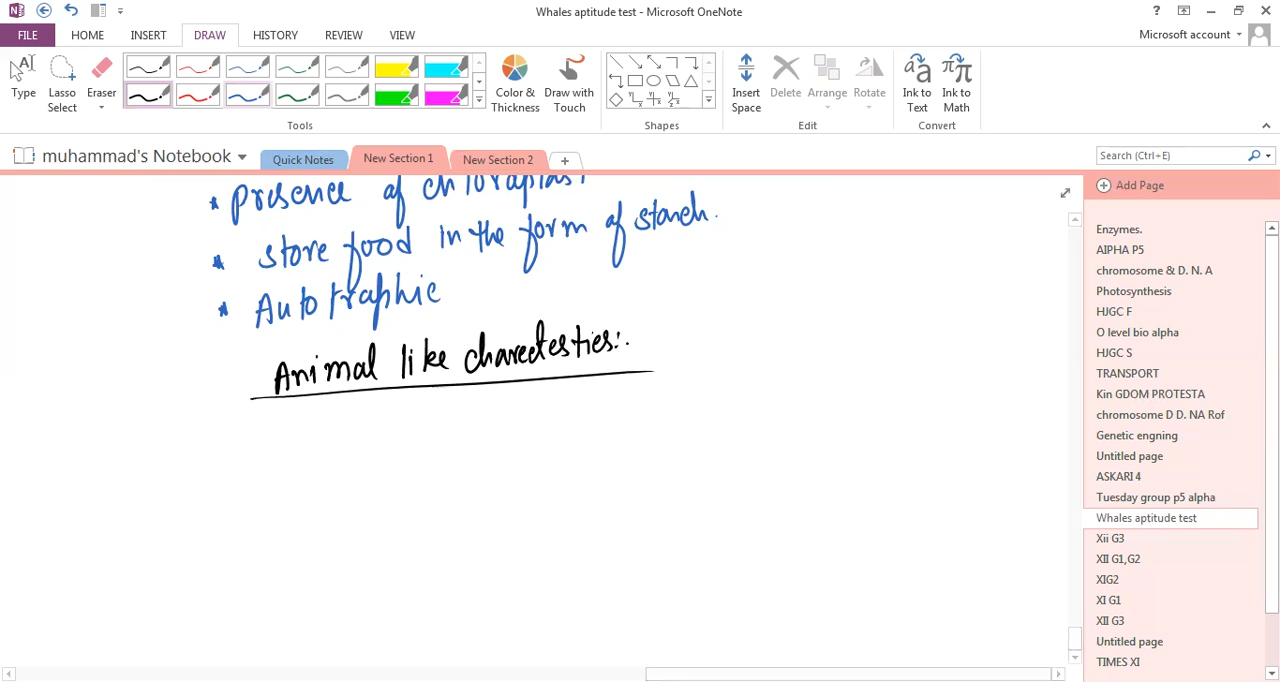 Whales aptitude test - Microsoft OneNote
?
FILE HOME INSERT DRAW HISTORY REVIEW VIEW
Microsoft account
Type Lasso Select Eraser
Color & Thickness Draw with Touch
Insert Space Delete Arrange Rotate
Ink to Text Ink to Math
Tools Shapes Edit Convert
muhammad's Notebook Quick Notes New Section 1 New Section 2 +
Search (Ctrl+E)
Add Page
* Presence of chloroplast
* store food in the form of starch.
* Autotrophic
Animal like charectesties:.
Enzymes.
AlPHA P5
chromosome & D. N. A
Photosynthesis
HJGC F
O level bio alpha
HJGC S
TRANSPORT
Kin GDOM PROTESTA
chromosome D D. NA Rof
Genetic engning
Untitled page
ASKARI 4
Tuesday group p5 alpha
Whales aptitude test
Xii G3
XII G1,G2
XIG2
XI G1
XII G3
Untitled page
TIMES XI